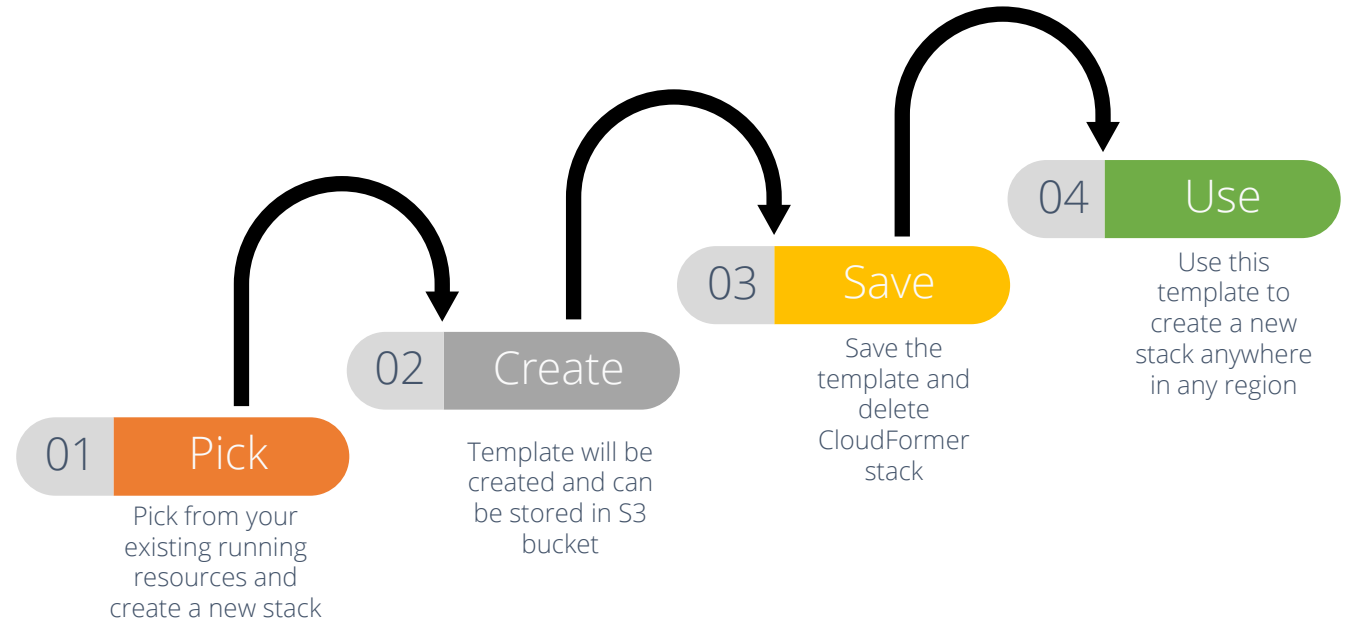 01
Pick
Pick from your
existing running
resources and
create a new stack
02
Create
Template will be
created and can
be stored in S3
bucket
03
Save
Save the
template and
delete
CloudFormer
stack
04
Use
Use this
template to
create a new
stack anywhere
in any region